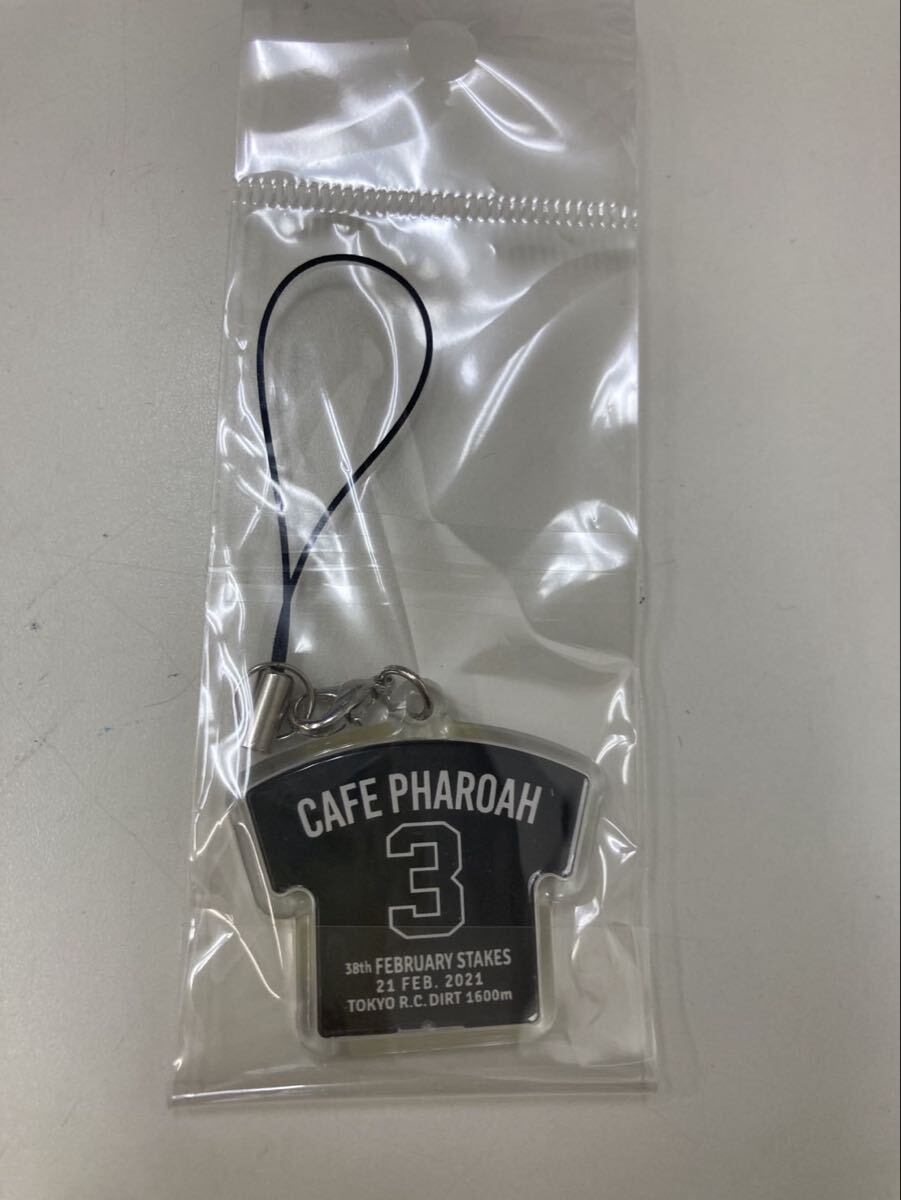 CAFE PHAROAH
3
38th FEBRUARY STAKES
21 FEB. 2021
TOKYO R.C. DIRT 1600m